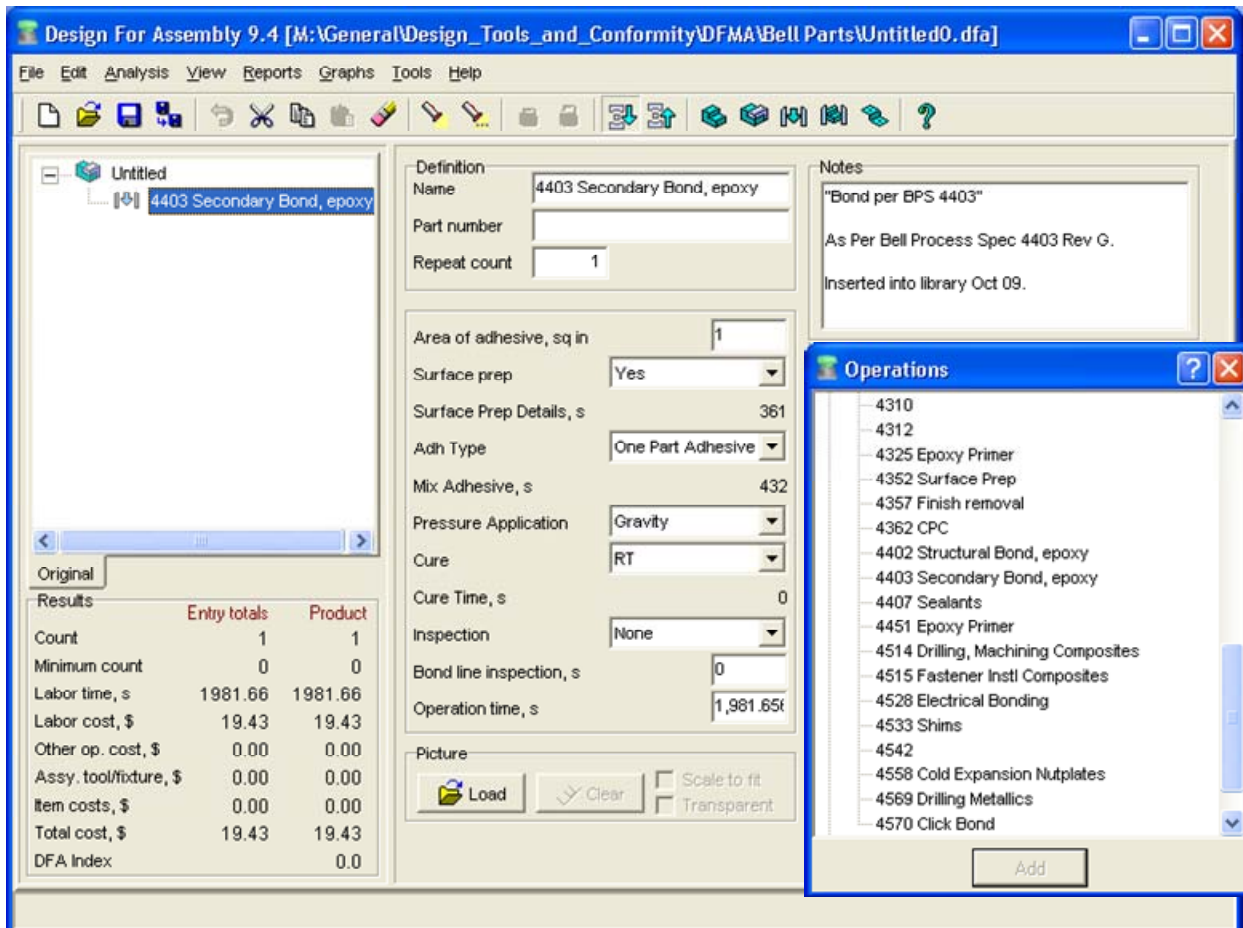 Design For Assembly 9.4 [M:\General\Design_Tools_and_Conformity\DFMA\Bell Parts\Untitled0.dfa]
File Edit Analysis View Reports Graphs Tools Help
Untitled
4403 Secondary Bond, epoxy
Original
Results
Entry totals Product
Count 1 1
Minimum count 0 0
Labor time, s 1981.66 1981.66
Labor cost, $ 19.43 19.43
Other op. cost, $ 0.00 0.00
Assy. tool/fixture, $ 0.00 0.00
Item costs, $ 0.00 0.00
Total cost, $ 19.43 19.43
DFA Index 0.0
Definition
Name 4403 Secondary Bond, epoxy
Part number
Repeat count 1
Area of adhesive, sq in 1
Surface prep Yes
Surface Prep Details, s 361
Adh Type One Part Adhesive
Mix Adhesive, s 432
Pressure Application Gravity
Cure RT
Cure Time, s 0
Inspection None
Bond line inspection, s 0
Operation time, s 1,981.656
Picture
Load Clear Scale to fit
Transparent
Notes
"Bond per BPS 4403"
As Per Bell Process Spec 4403 Rev G.
Inserted into library Oct 09.
Operations
4310
4312
4325 Epoxy Primer
4352 Surface Prep
4357 Finish removal
4362 CPC
4402 Structural Bond, epoxy
4403 Secondary Bond, epoxy
4407 Sealants
4451 Epoxy Primer
4514 Drilling, Machining Composites
4515 Fastener Instl Composites
4528 Electrical Bonding
4533 Shims
4542
4558 Cold Expansion Nutplates
4569 Drilling Metallics
4570 Click Bond
Add